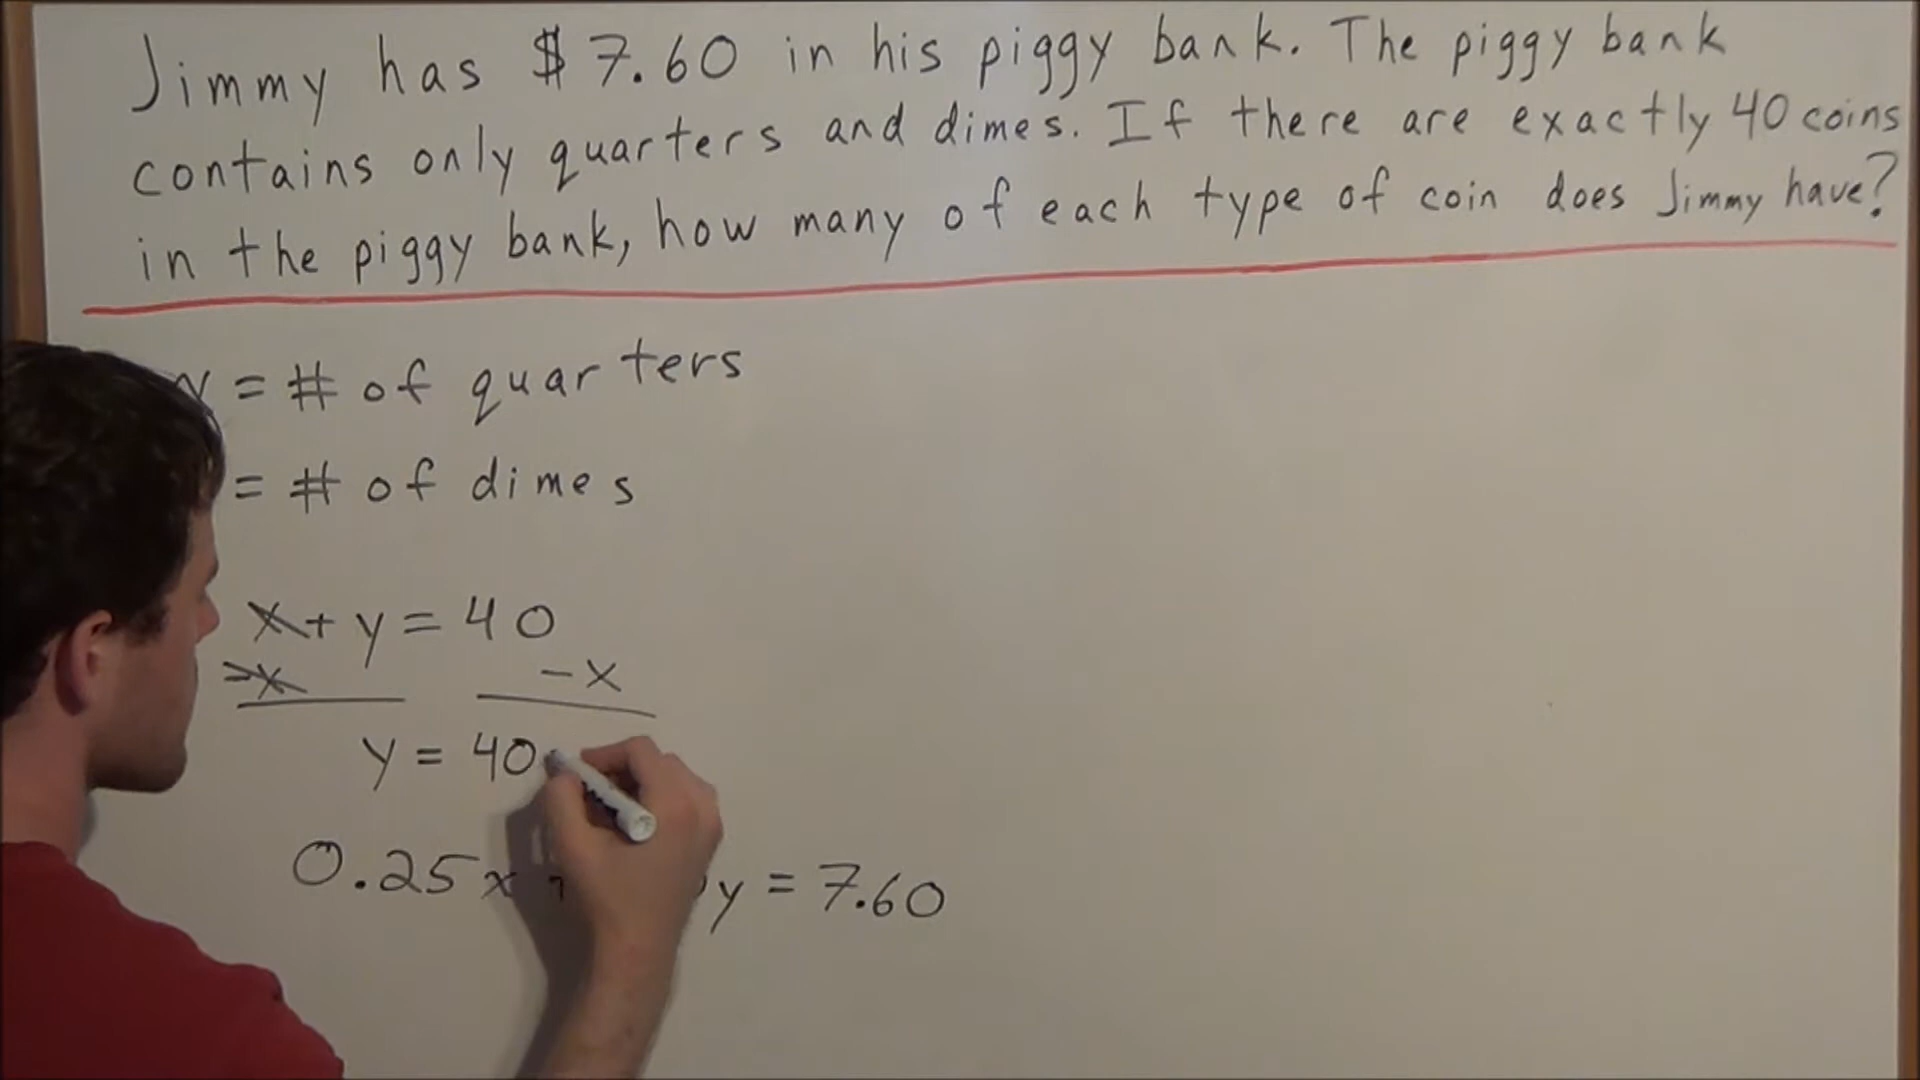 Jimmy has $7.60 in his piggy bank. The piggy bank
contains only quarters and dimes. If there are exactly 40 coins
in the piggy bank, how many of each type of coin does Jimmy have?
= # of quarters
= # of dimes
x + y = 40
-x -x
y = 40
0.25x y = 7.60